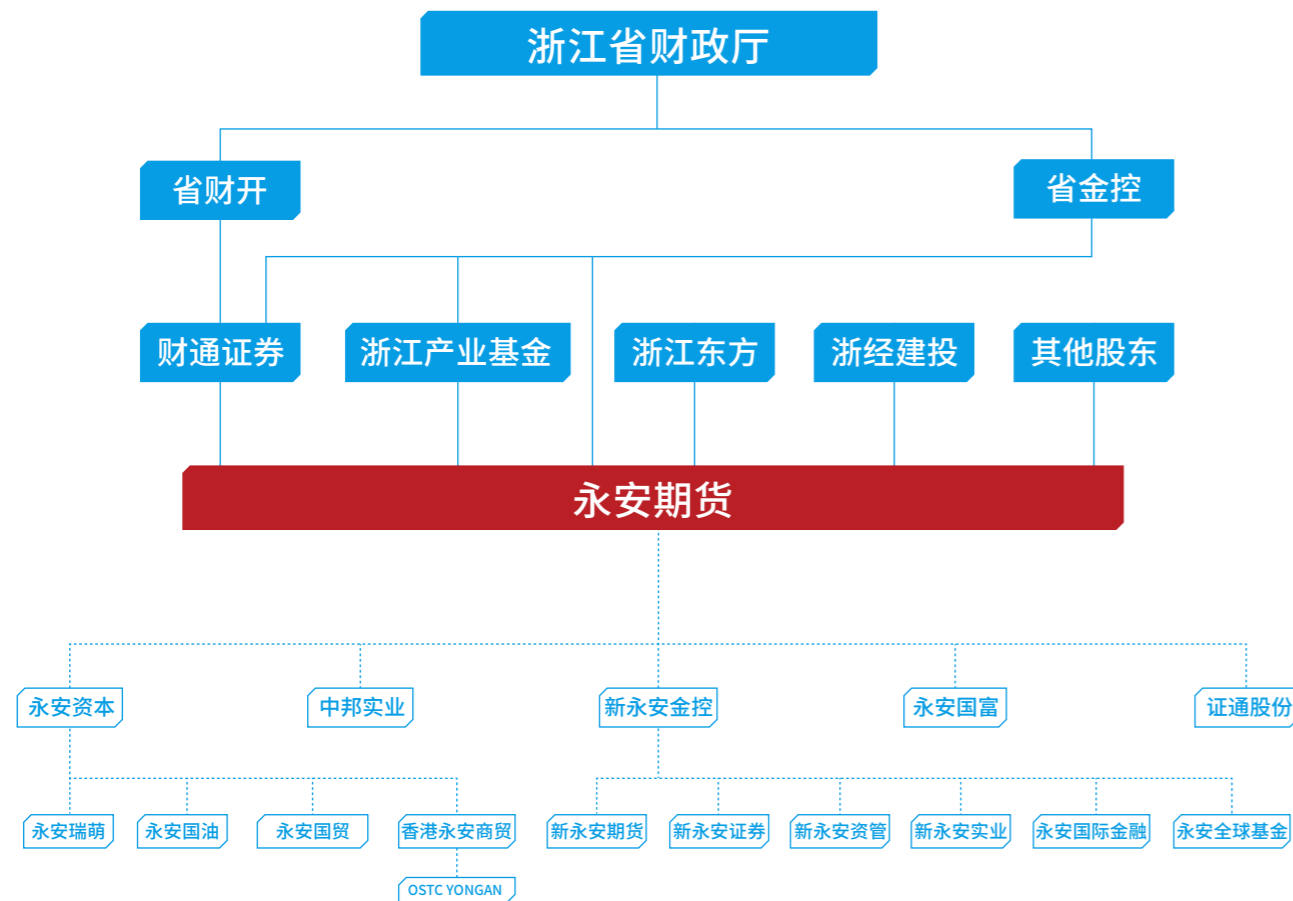 浙江省财政厅
省财开
省金控
财通证券
浙江产业基金
浙江东方
浙经建投
其他股东
永安期货
永安资本
中邦实业
新永安金控
永安国富
证通股份
永安瑞萌
永安国油
永安国贸
香港永安商贸
新永安期货
新永安证券
新永安资管
新永安实业
永安国际金融
永安全球基金
OSTC YONGAN